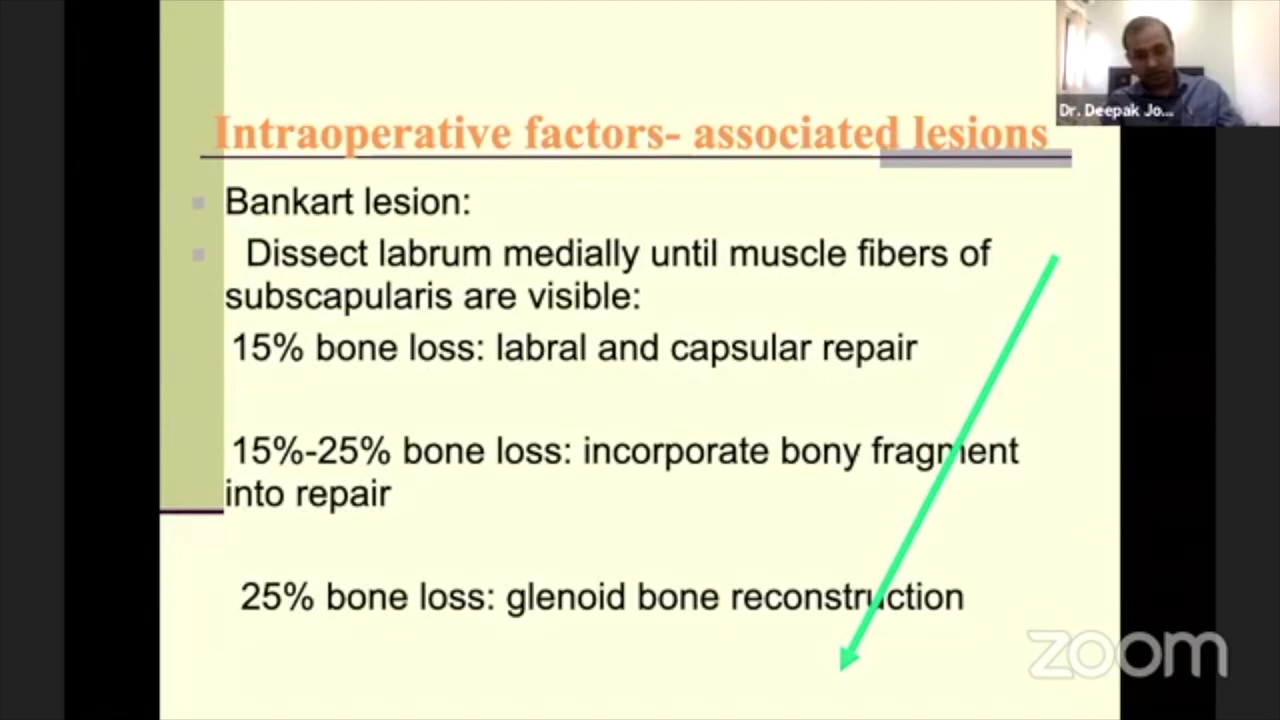 Dr. Deepak Jo...
Intraoperative factors- associated lesions
Bankart lesion:
Dissect labrum medially until muscle fibers of
subscapularis are visible:
15% bone loss: labral and capsular repair
15%-25% bone loss: incorporate bony fragment
into repair
25% bone loss: glenoid bone reconstruction
zoom